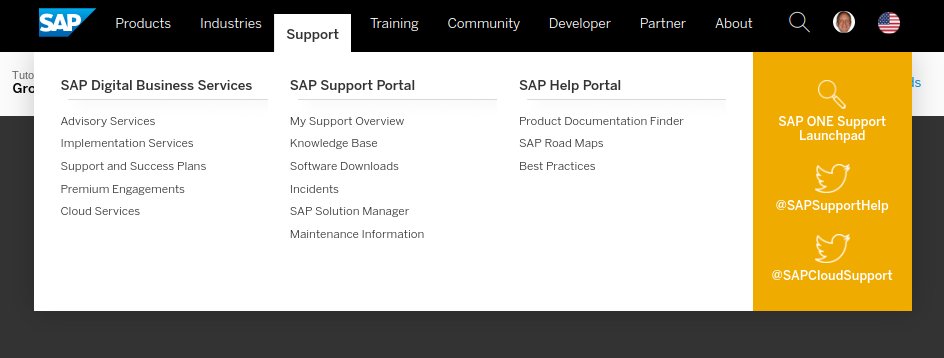 SAP
Products
Industries
Support
Training
Community
Developer
Partner
About
SAP Digital Business Services
Advisory Services
Implementation Services
Support and Success Plans
Premium Engagements
Cloud Services
SAP Support Portal
My Support Overview
Knowledge Base
Software Downloads
Incidents
SAP Solution Manager
Maintenance Information
SAP Help Portal
Product Documentation Finder
SAP Road Maps
Best Practices
SAP ONE Support
Launchpad
@SAPSupportHelp
@SAPCloudSupport